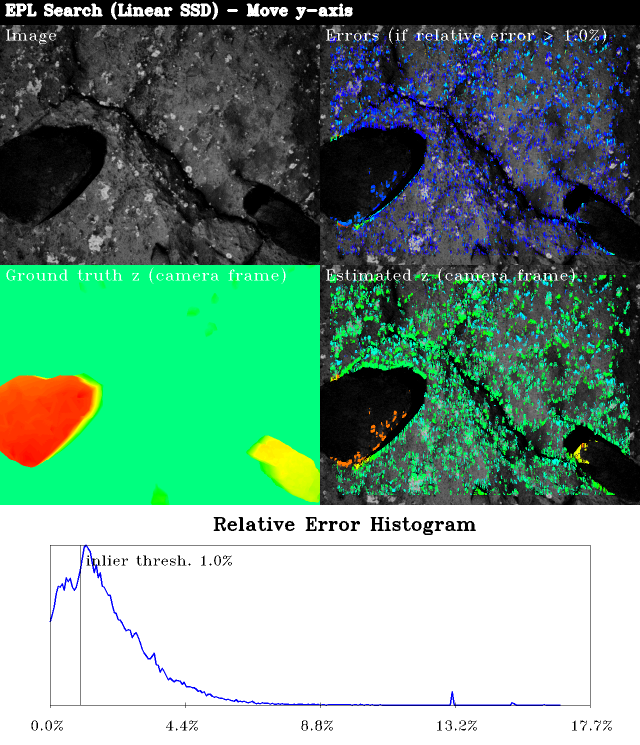 EPL Search (Linear SSD) - Move y-axis
Image
Errors (if relative error > 1.0%)
Ground truth z (camera frame)
Estimated z (camera frame)
Relative Error Histogram
inlier thresh. 1.0%
0.0% 4.4% 8.8% 13.2% 17.7%